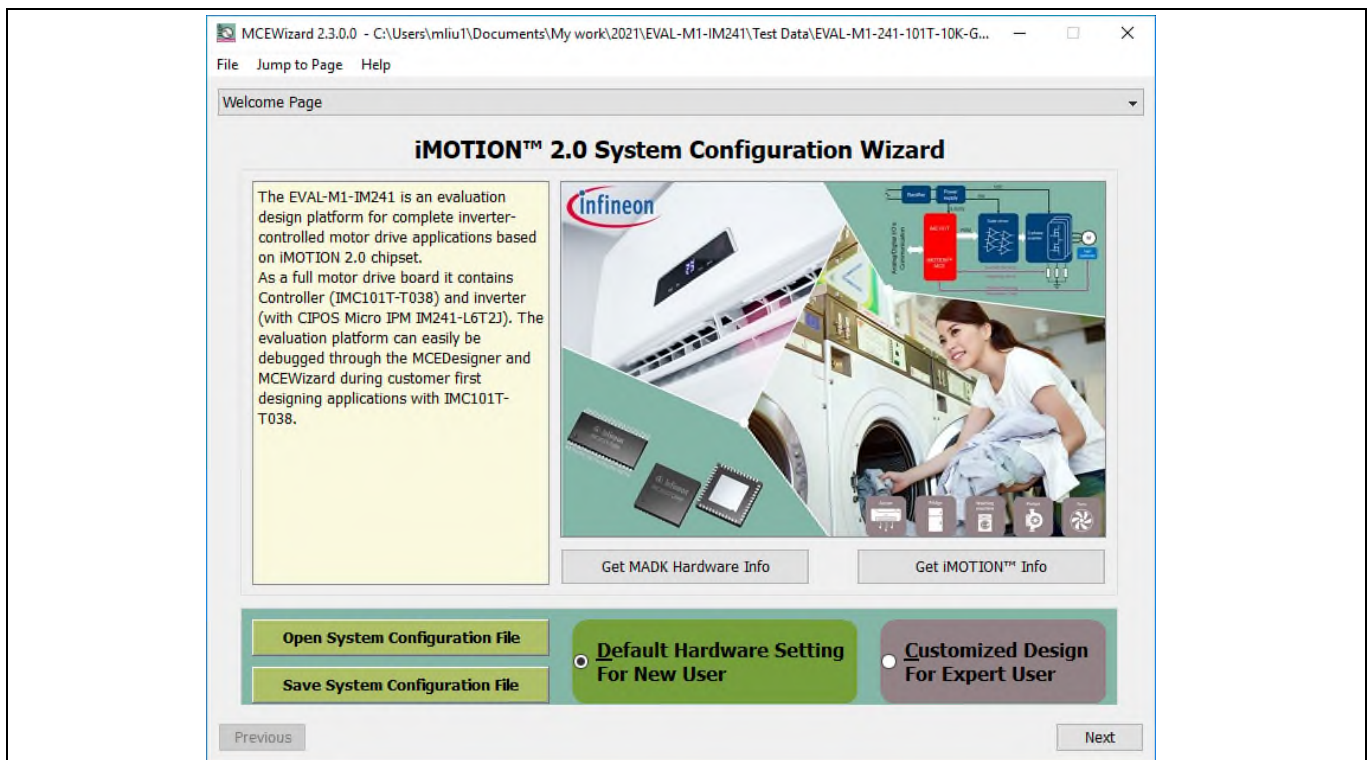 MCEWizard 2.3.0.0 - C:\Users\mliu1\Documents\My work\2021\EVAL-M1-IM241\Test Data\EVAL-M1-241-101T-10K-G...
File Jump to Page Help
Welcome Page
iMOTION™ 2.0 System Configuration Wizard
The EVAL-M1-IM241 is an evaluation
design platform for complete inverter-
controlled motor drive applications based
on iMOTION 2.0 chipset.
As a full motor drive board it contains
Controller (IMC101T-T038) and inverter
(with CIPOS Micro IPM IM241-L6T2J). The
evaluation platform can easily be
debugged through the MCEDesigner and
MCEWizard during customer first
designing applications with IMC101T-
T038.
infineon
Rectifier
Power
supply
Get MADK Hardware Info
Get iMOTION™ Info
Open System Configuration File
Save System Configuration File
Default Hardware Setting
For New User
Customized Design
For Expert User
Previous
Next